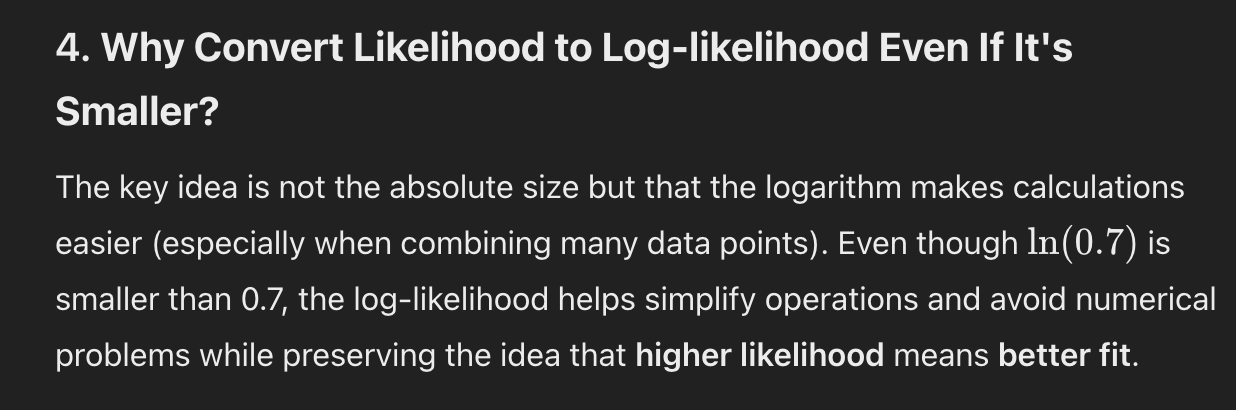 4. Why Convert Likelihood to Log-likelihood Even If It's
Smaller?
The key idea is not the absolute size but that the logarithm makes calculations
easier (especially when combining many data points). Even though ln(0.7) is
smaller than 0.7, the log-likelihood helps simplify operations and avoid numerical
problems while preserving the idea that higher likelihood means better fit.